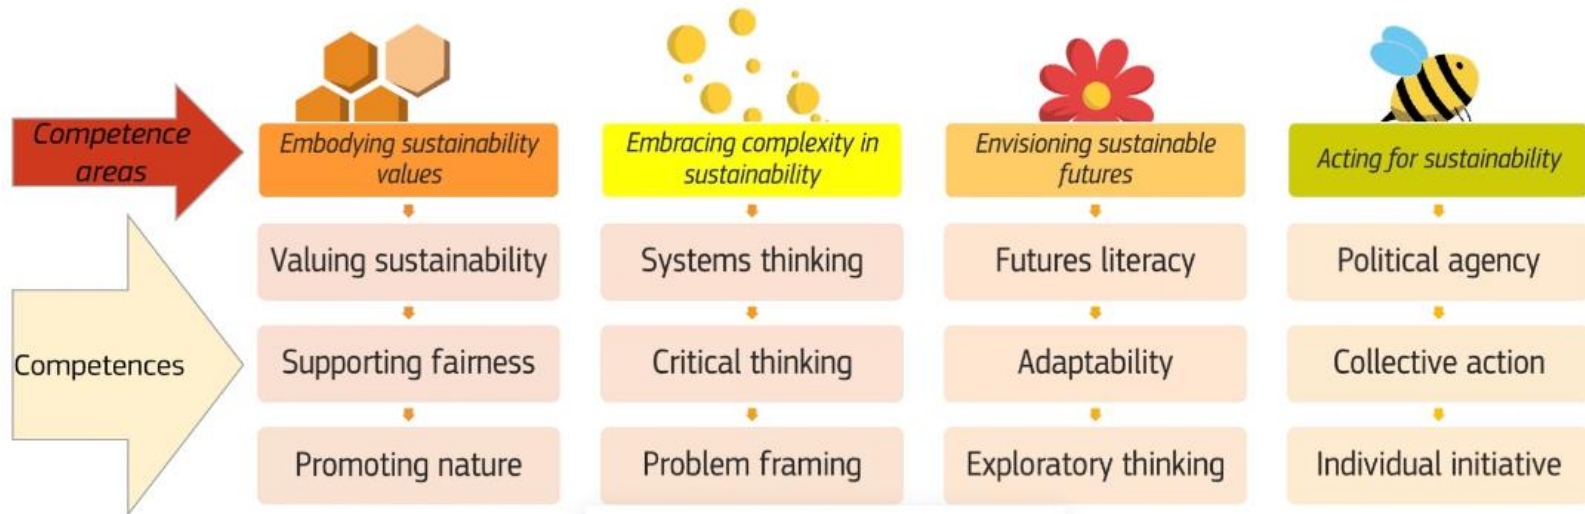 Competence
areas
Embodying sustainability
values
Embracing complexity in
sustainability
Envisioning sustainable
futures
Acting for sustainability
Competences
Valuing sustainability
Systems thinking
Futures literacy
Political agency
Supporting fairness
Critical thinking
Adaptability
Collective action
Promoting nature
Problem framing
Exploratory thinking
Individual initiative